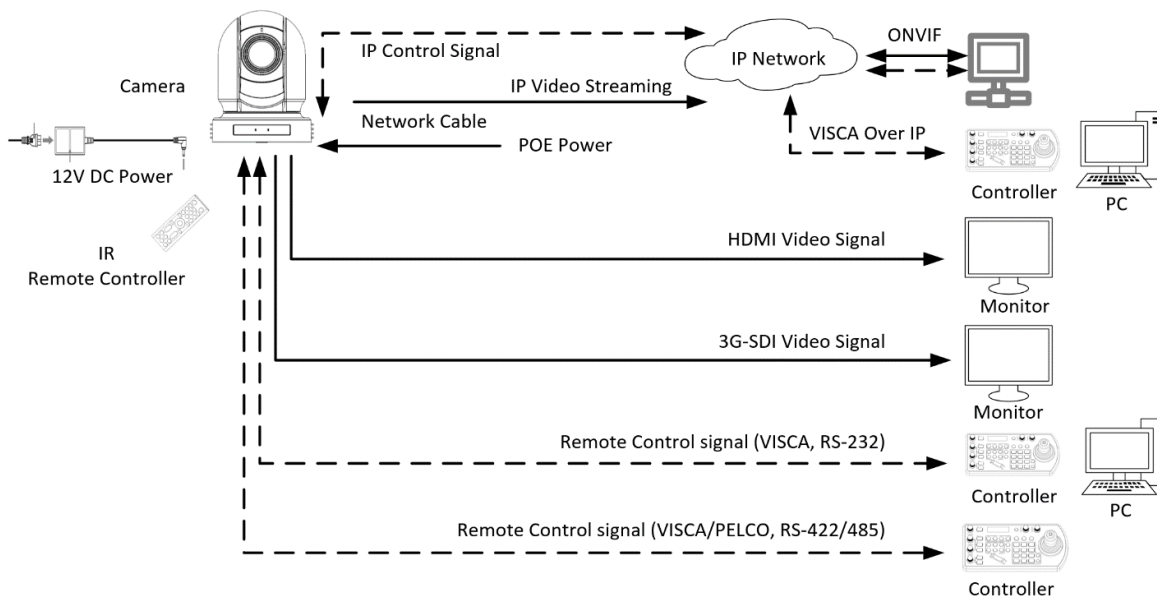 IP Control Signal
IP Network
ONVIF
Camera
IP Video Streaming
Network Cable
VISCA Over IP
POE Power
12V DC Power
Controller
PC
IR
Remote Controller
HDMI Video Signal
Monitor
3G-SDI Video Signal
Monitor
Remote Control signal (VISCA, RS-232)
Controller
PC
Remote Control signal (VISCA/PELCO, RS-422/485)
Controller